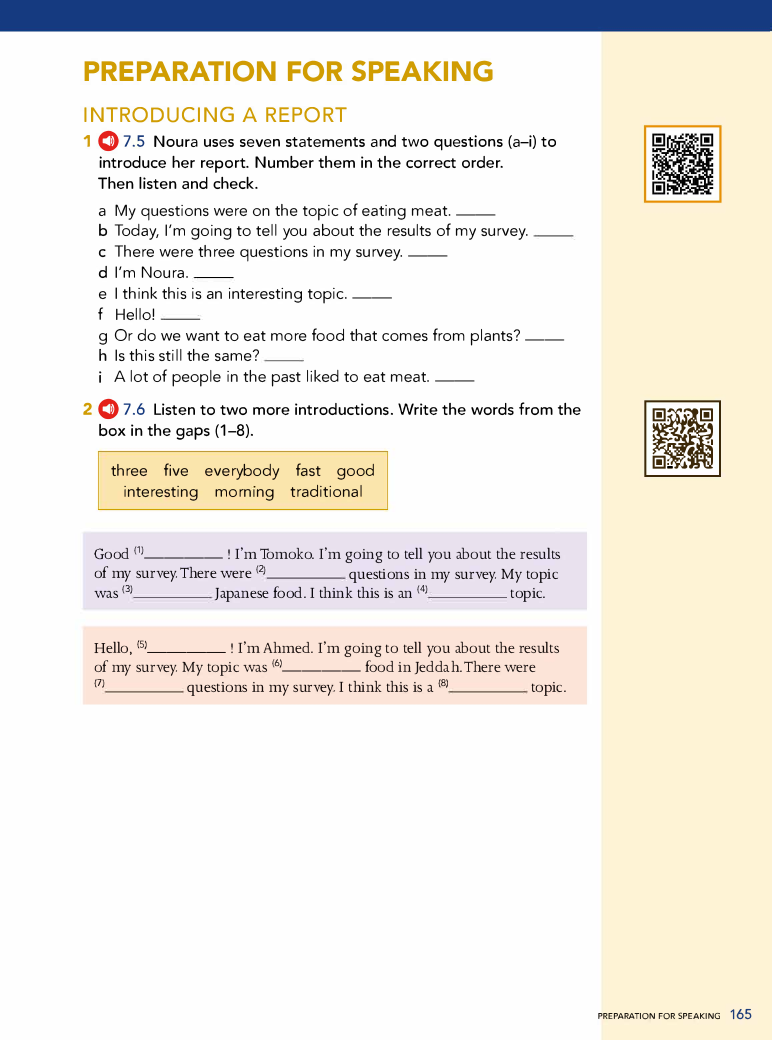 PREPARATION FOR SPEAKING
INTRODUCING A REPORT
1 7.5 Noura uses seven statements and two questions (a–i) to
introduce her report. Number them in the correct order.
Then listen and check.
a My questions were on the topic of eating meat. _____
b Today, I'm going to tell you about the results of my survey. _____
c There were three questions in my survey. _____
d I'm Noura. _____
e I think this is an interesting topic. _____
f Hello! _____
g Or do we want to eat more food that comes from plants? _____
h Is this still the same? _____
i A lot of people in the past liked to eat meat. _____
2 7.6 Listen to two more introductions. Write the words from the
box in the gaps (1–8).
three five everybody fast good
interesting morning traditional
Good (1)__________ ! I'm Tomoko. I'm going to tell you about the results
of my survey. There were (2)__________ questions in my survey. My topic
was (3)__________ Japanese food. I think this is an (4)__________ topic.
Hello, (5)__________ ! I'm Ahmed. I'm going to tell you about the results
of my survey. My topic was (6)__________ food in Jeddah. There were
(7)__________ questions in my survey. I think this is a (8)__________ topic.
PREPARATION FOR SPEAKING 165